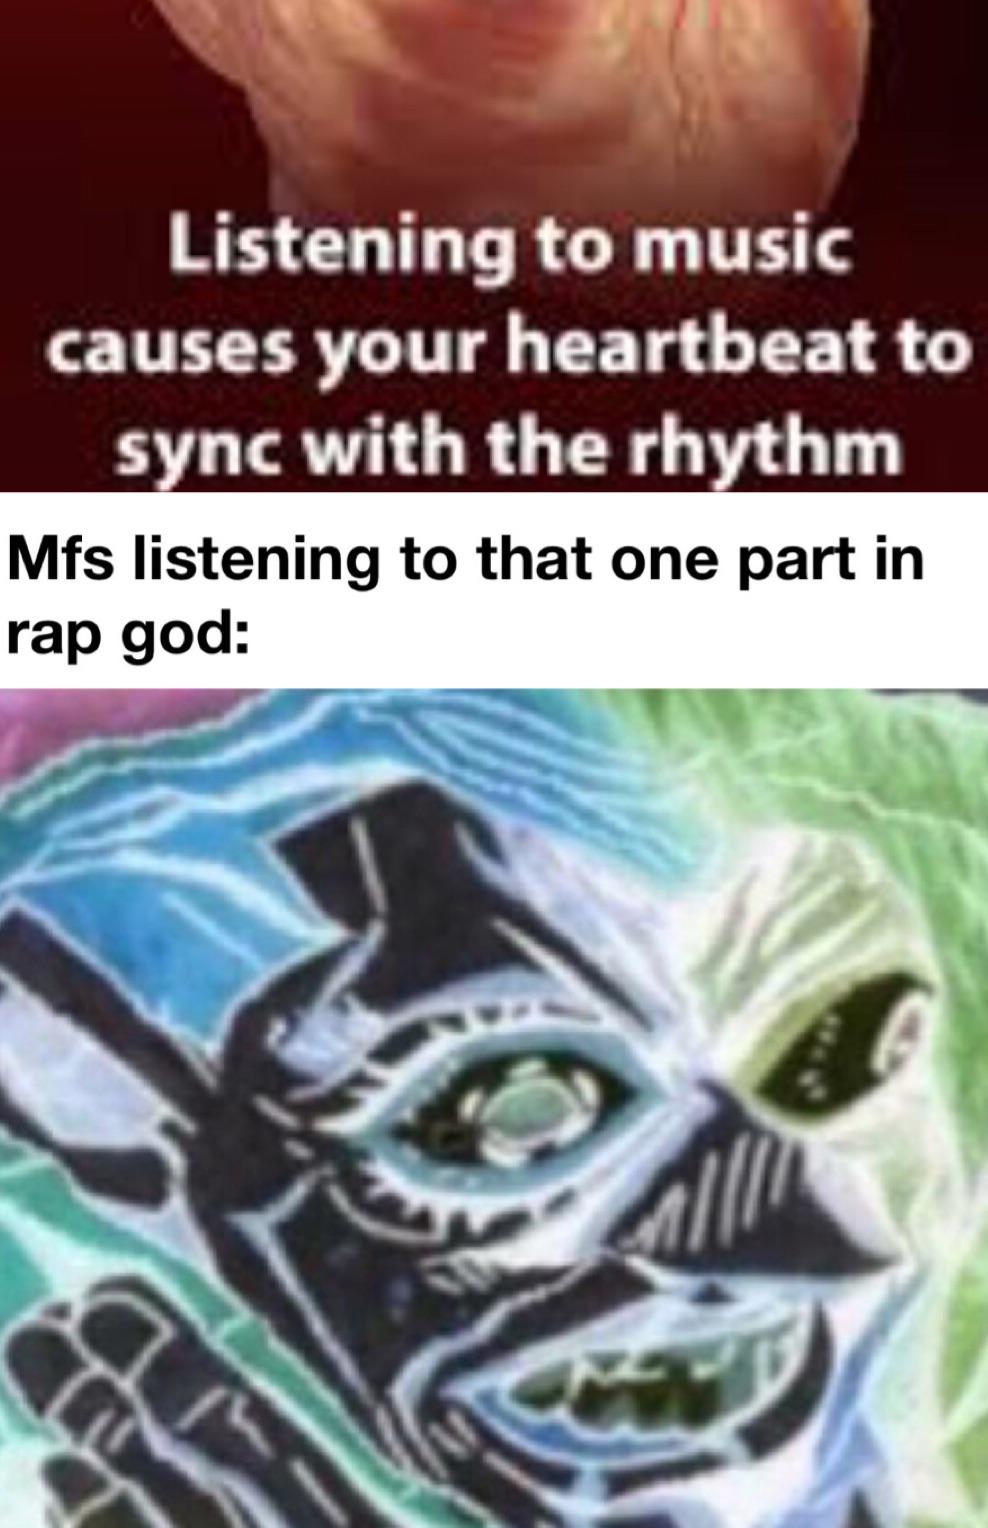 Listening to music
causes your heartbeat to
sync with the rhythm
Mfs listening to that one part in
rap god: